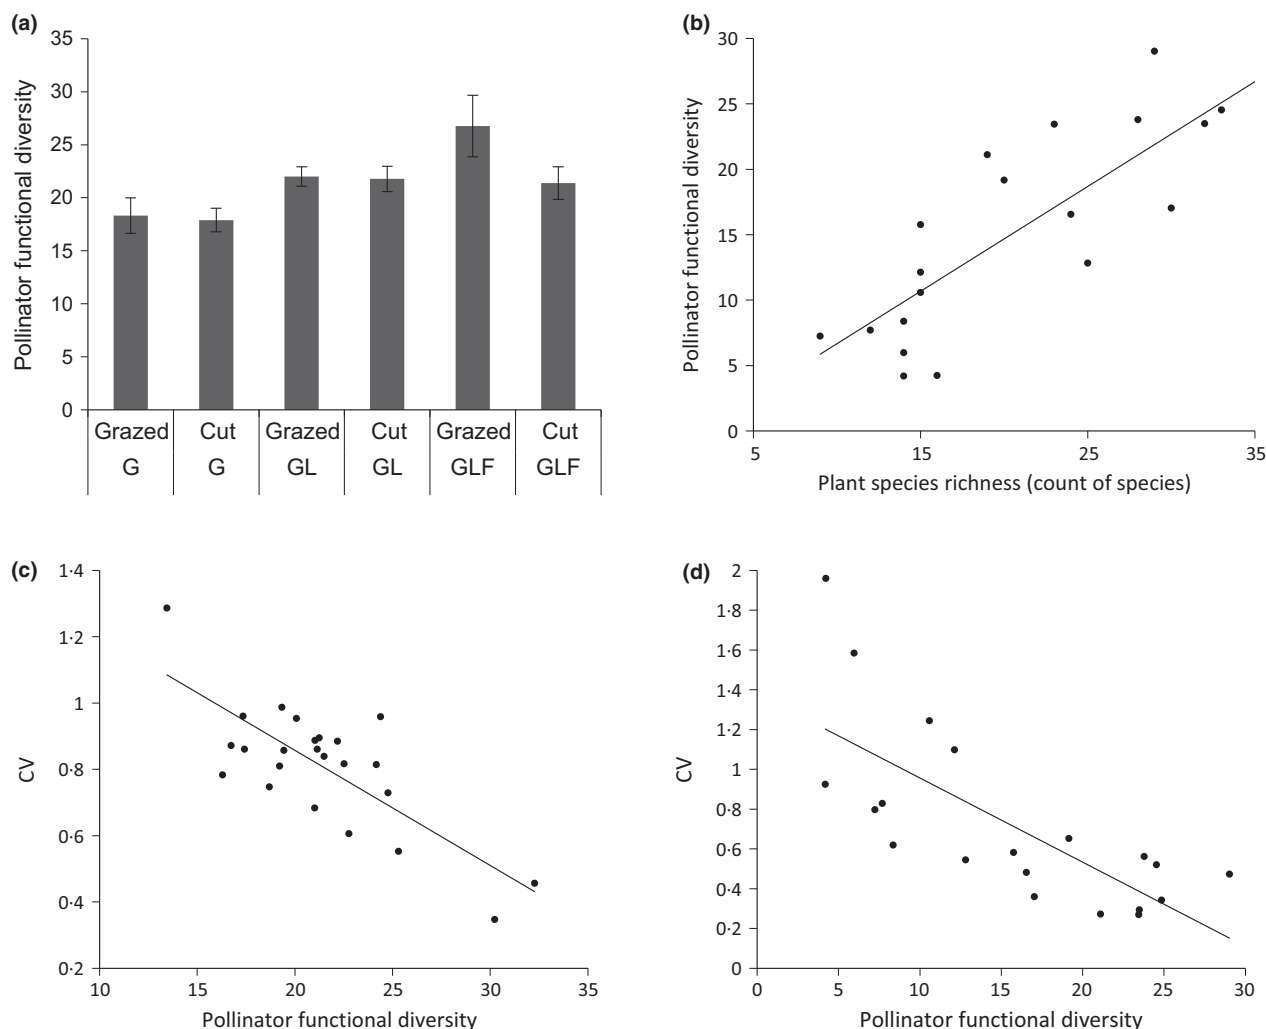 (a)
35
30
25
20
15
10
5
0
Pollinator functional diversity
Grazed Cut Grazed Cut Grazed Cut
G G GL GL GLF GLF
(b)
30
25
20
15
10
5
0
Pollinator functional diversity
5 15 25 35
Plant species richness (count of species)
(c)
1·4
1·2
1
0·8
0·6
0·4
0·2
CV
10 15 20 25 30 35
Pollinator functional diversity
(d)
2
1·8
1·6
1·4
1·2
1
0·8
0·6
0·4
0·2
0
CV
0 5 10 15 20 25 30
Pollinator functional diversity